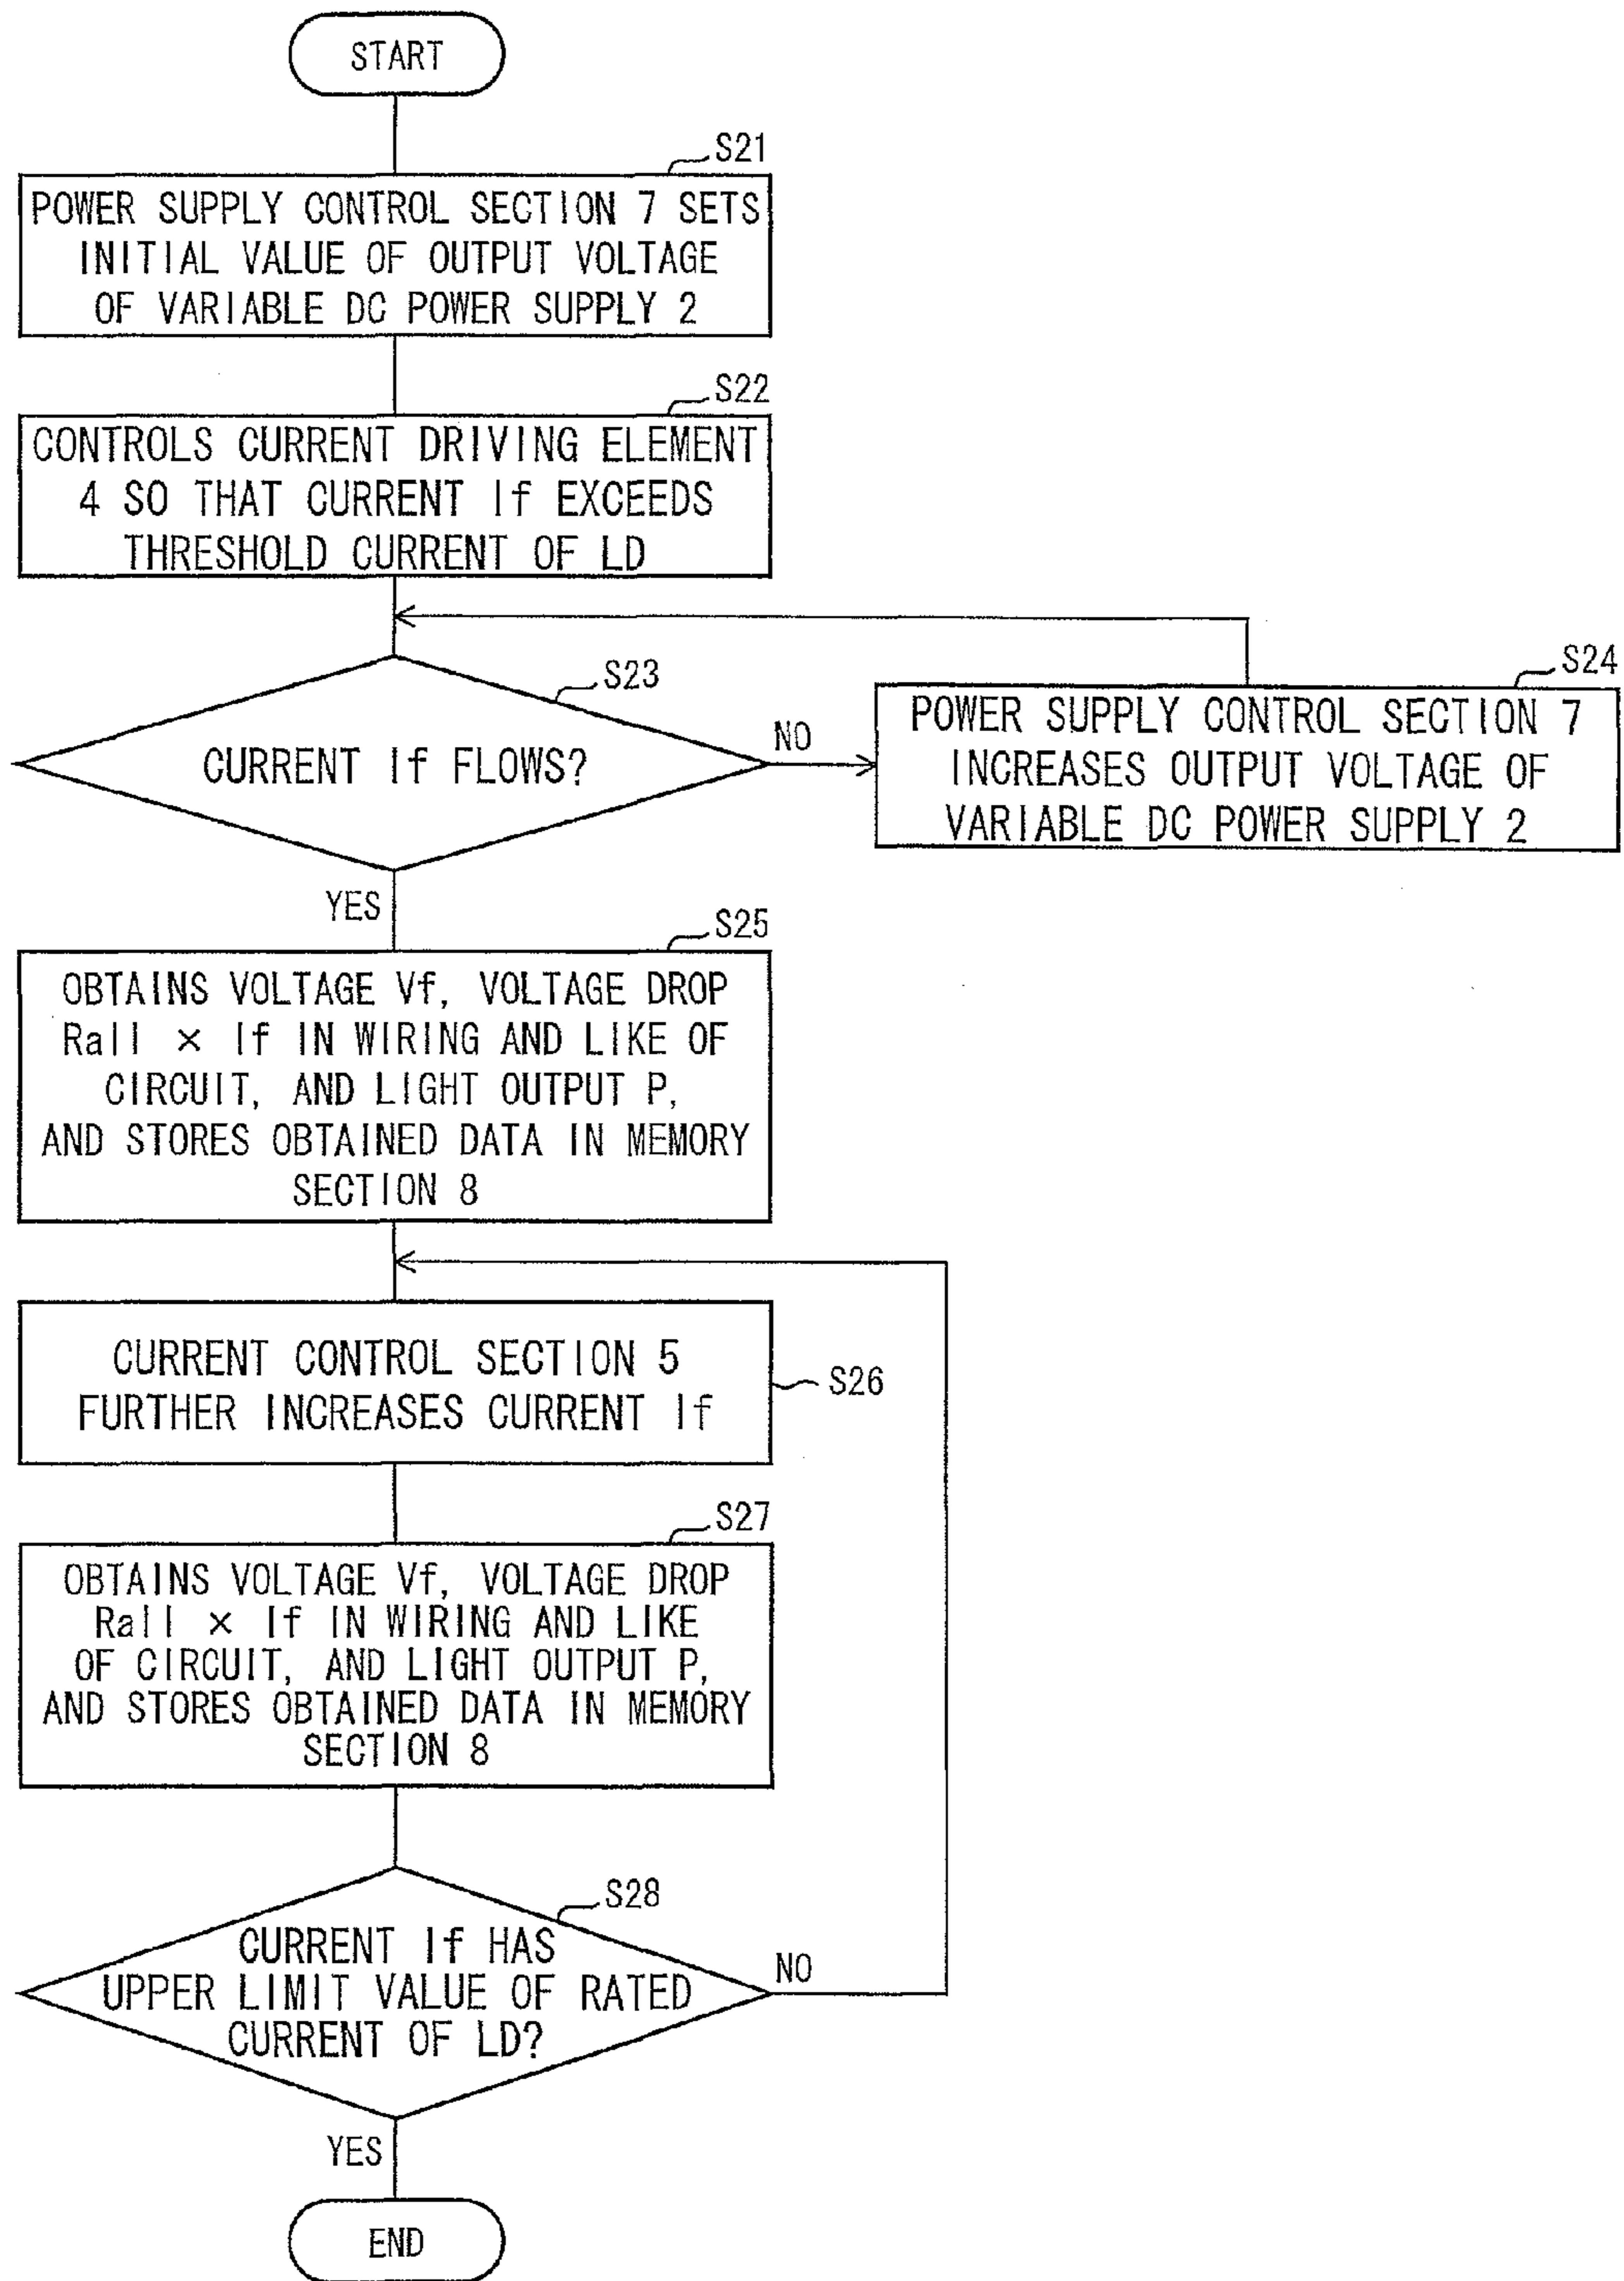 START
S21
POWER SUPPLY CONTROL SECTION 7 SETS
INITIAL VALUE OF OUTPUT VOLTAGE
OF VARIABLE DC POWER SUPPLY 2
S22
CONTROLS CURRENT DRIVING ELEMENT
4 SO THAT CURRENT If EXCEEDS
THRESHOLD CURRENT OF LD
S23
CURRENT If FLOWS?
NO
S24
POWER SUPPLY CONTROL SECTION 7
INCREASES OUTPUT VOLTAGE OF
VARIABLE DC POWER SUPPLY 2
YES
S25
OBTAINS VOLTAGE Vf, VOLTAGE DROP
Rall × If IN WIRING AND LIKE OF
CIRCUIT, AND LIGHT OUTPUT P,
AND STORES OBTAINED DATA IN MEMORY
SECTION 8
CURRENT CONTROL SECTION 5
FURTHER INCREASES CURRENT If
S26
S27
OBTAINS VOLTAGE Vf, VOLTAGE DROP
Rall × If IN WIRING AND LIKE
OF CIRCUIT, AND LIGHT OUTPUT P,
AND STORES OBTAINED DATA IN MEMORY
SECTION 8
S28
CURRENT If HAS
UPPER LIMIT VALUE OF RATED
CURRENT OF LD?
NO
YES
END